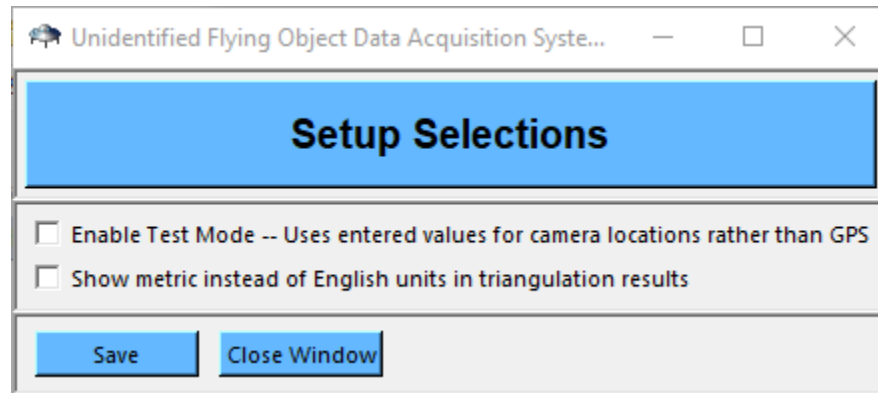 Unidentified Flying Object Data Acquisition Syste...
Setup Selections
Enable Test Mode -- Uses entered values for camera locations rather than GPS
Show metric instead of English units in triangulation results
Save
Close Window